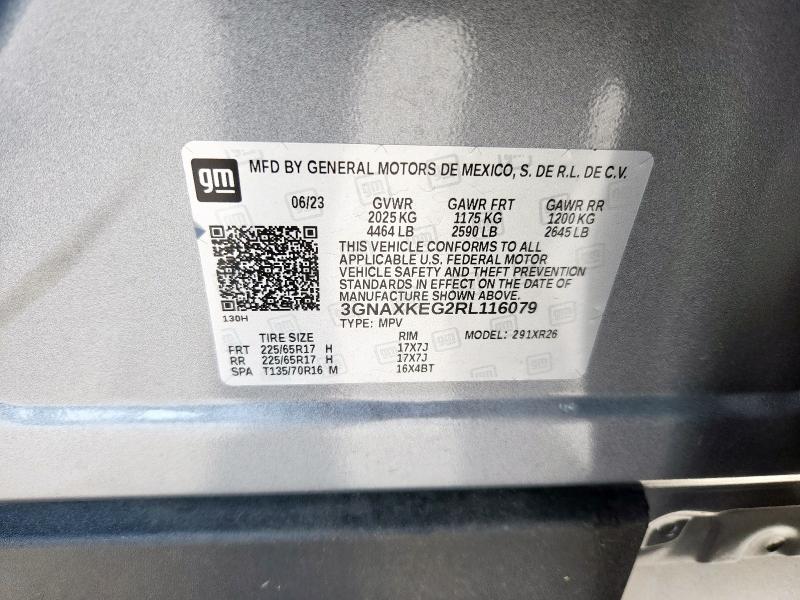 gm
MFD BY GENERAL MOTORS DE MEXICO, S. DE R.L. DE C.V.
06/23 GVWR GAWR FRT GAWR RR
2025 KG 1175 KG 1200 KG
4464 LB 2590 LB 2645 LB
THIS VEHICLE CONFORMS TO ALL
APPLICABLE U.S. FEDERAL MOTOR
VEHICLE SAFETY AND THEFT PREVENTION
STANDARDS IN EFFECT ON THE DATE OF
MANUFACTURE SHOWN ABOVE.
3GNAXKEG2RL116079
130H
TYPE: MPV MODEL: 291XR26
TIRE SIZE RIM
FRT 225/65R17 H 17X7J
RR 225/65R17 H 17X7J
SPA T135/70R16 M 16X4BT